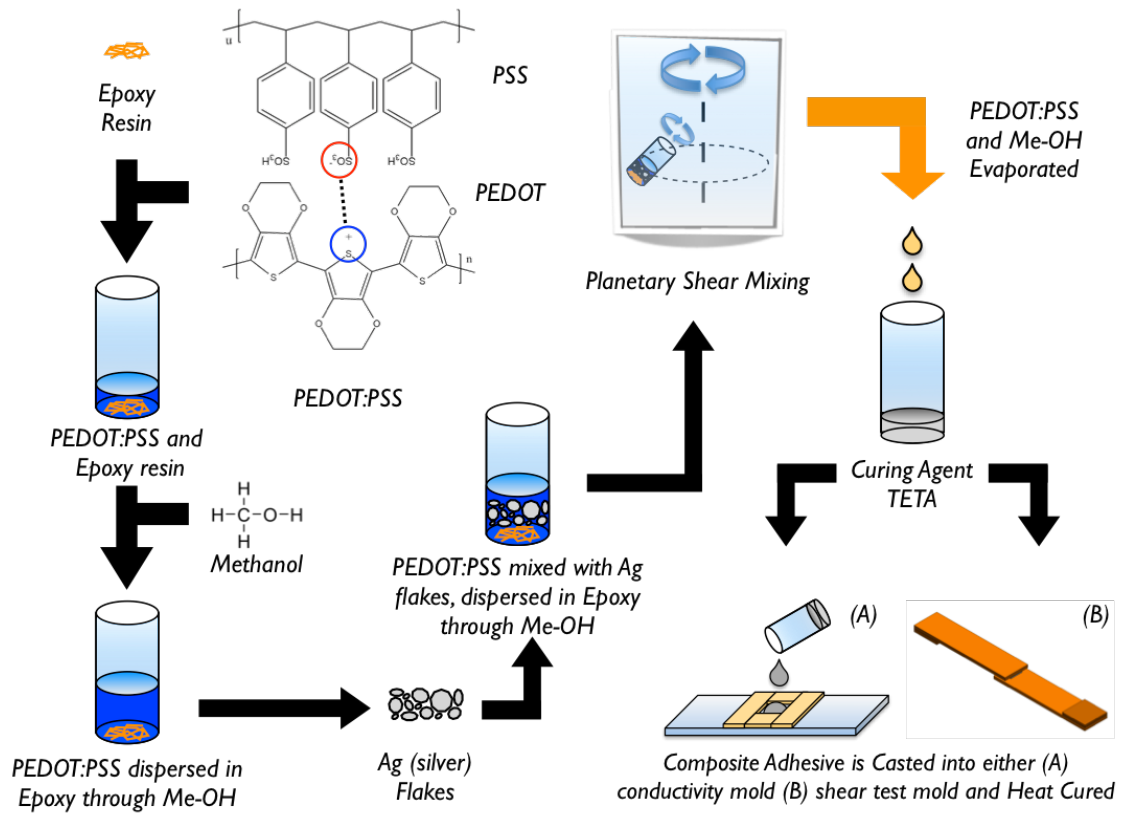 Epoxy
Resin
u
PSS
HO3S
SO3-
SO3H
PEDOT
O
O
O
O
+
S
S
S
n
O
O
PEDOT:PSS
PEDOT:PSS and
Epoxy resin
H
H-C-O-H
H
Methanol
PEDOT:PSS dispersed in
Epoxy through Me-OH
Ag (silver)
Flakes
PEDOT:PSS mixed with Ag
flakes, dispersed in Epoxy
through Me-OH
Planetary Shear Mixing
PEDOT:PSS
and Me-OH
Evaporated
Curing Agent
TETA
(A)
(B)
Composite Adhesive is Casted into either (A)
conductivity mold (B) shear test mold and Heat Cured